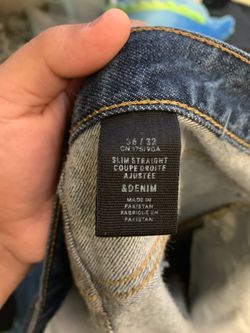 36 / 32
CN 175/90A
SLIM STRAIGHT
COUPE DROITE
AJUSTÉE
&DENIM
MADE IN
PAKISTAN
FABRIQUÉ EN
PAKISTAN